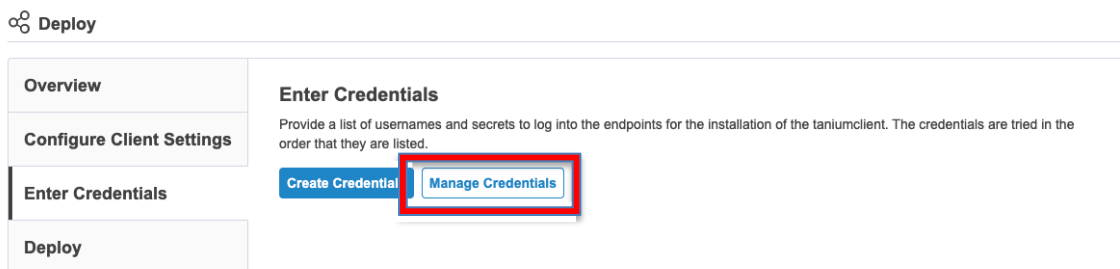 Deploy
Overview
Configure Client Settings
Enter Credentials
Deploy
Enter Credentials
Provide a list of usernames and secrets to log into the endpoints for the installation of the taniumclient. The credentials are tried in the
order that they are listed.
Create Credential
Manage Credentials